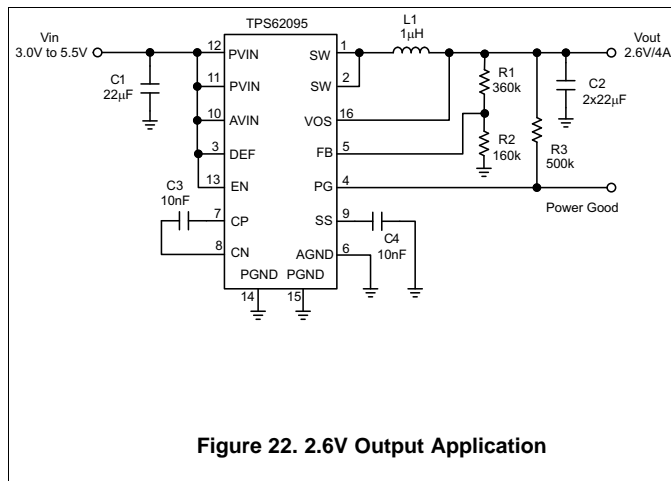 TPS62095
L1
1µH
Vin
3.0V to 5.5V
12
PVIN
SW
1
Vout
2.6V/4A
C1
22µF
11
PVIN
SW
2
R1
360k
C2
2x22µF
10
AVIN
VOS
16
3
DEF
FB
5
R2
160k
R3
500k
13
EN
PG
4
Power Good
C3
10nF
7
CP
SS
9
C4
10nF
8
CN
AGND
6
PGND
PGND
14
15
Figure 22. 2.6V Output Application